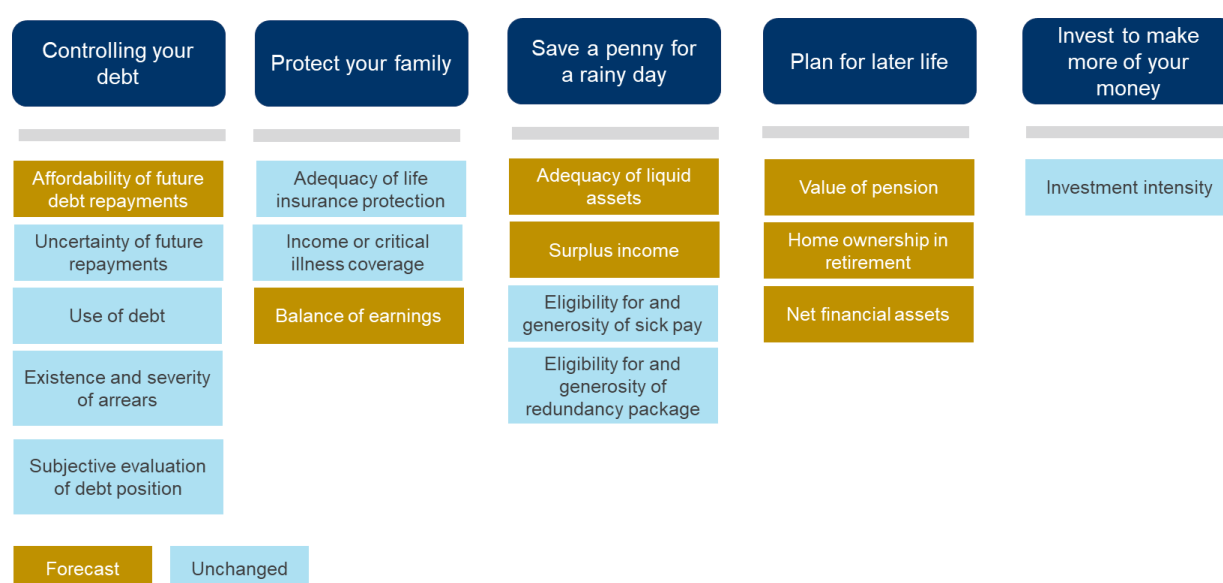 Controlling your
debt
Protect your family
Save a penny for
a rainy day
Plan for later life
Invest to make
more of your
money
Affordability of future
debt repayments
Uncertainty of future
repayments
Use of debt
Existence and severity
of arrears
Subjective evaluation
of debt position
Adequacy of life
insurance protection
Income or critical
illness coverage
Balance of earnings
Adequacy of liquid
assets
Surplus income
Eligibility for and
generosity of sick pay
Eligibility for and
generosity of
redundancy package
Value of pension
Home ownership in
retirement
Net financial assets
Investment intensity
Forecast
Unchanged